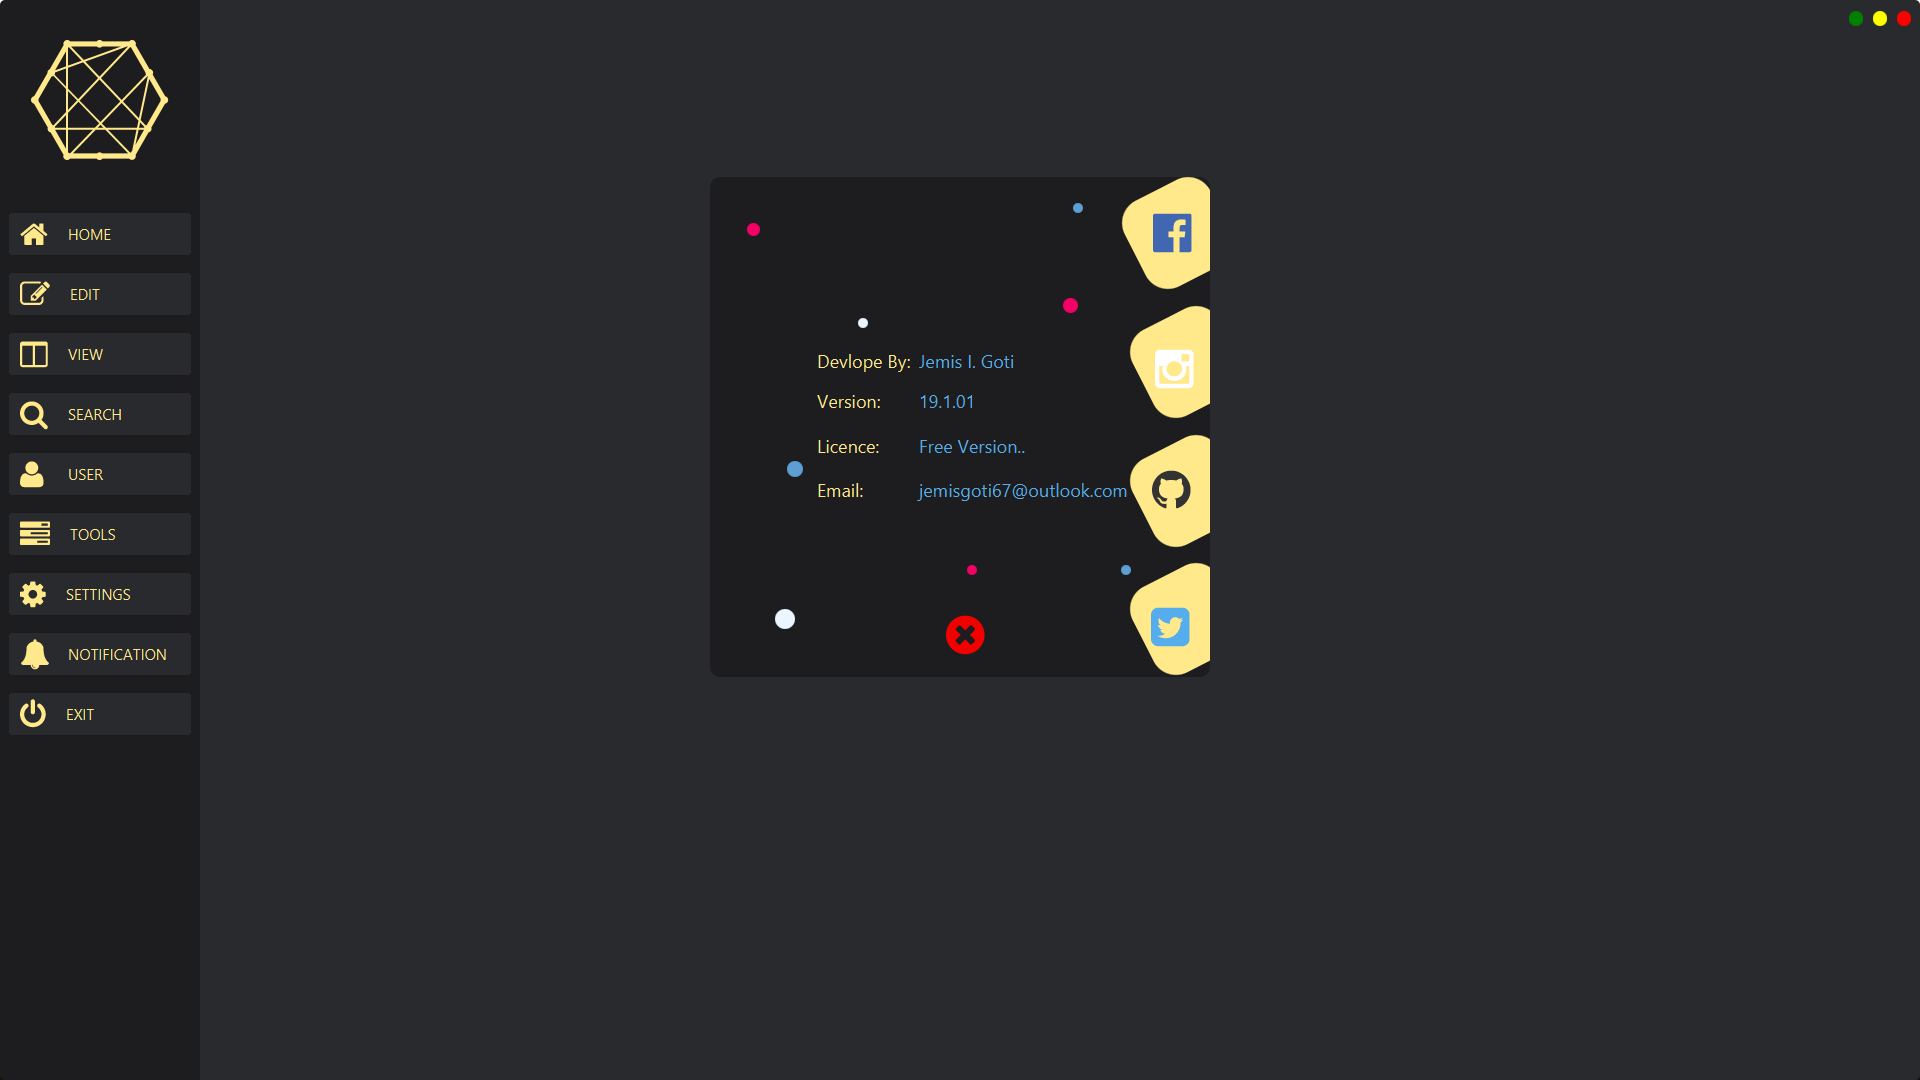 HOME
EDIT
VIEW
SEARCH
USER
TOOLS
SETTINGS
NOTIFICATION
EXIT
Devlope By: Jemis I. Goti
Version: 19.1.01
Licence: Free Version..
Email: jemisgoti67@outlook.com